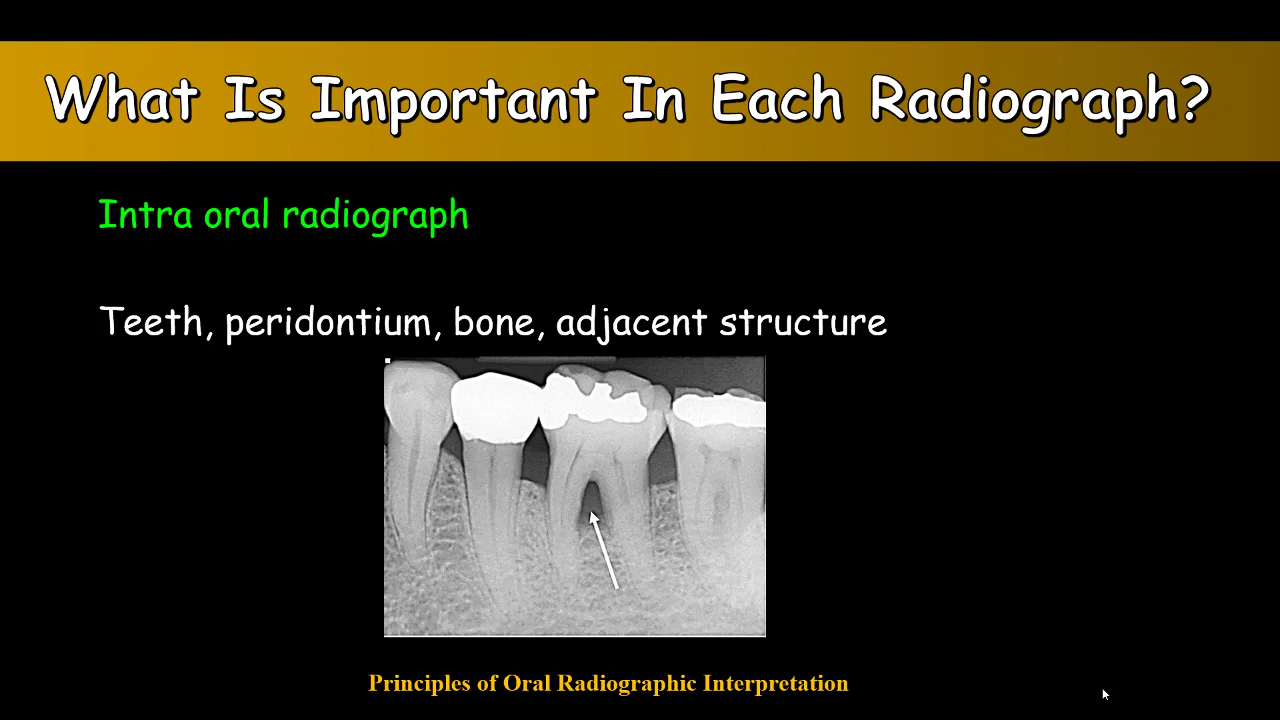 What Is Important In Each Radiograph?
Intra oral radiograph
Teeth, peridontium, bone, adjacent structure
Principles of Oral Radiographic Interpretation